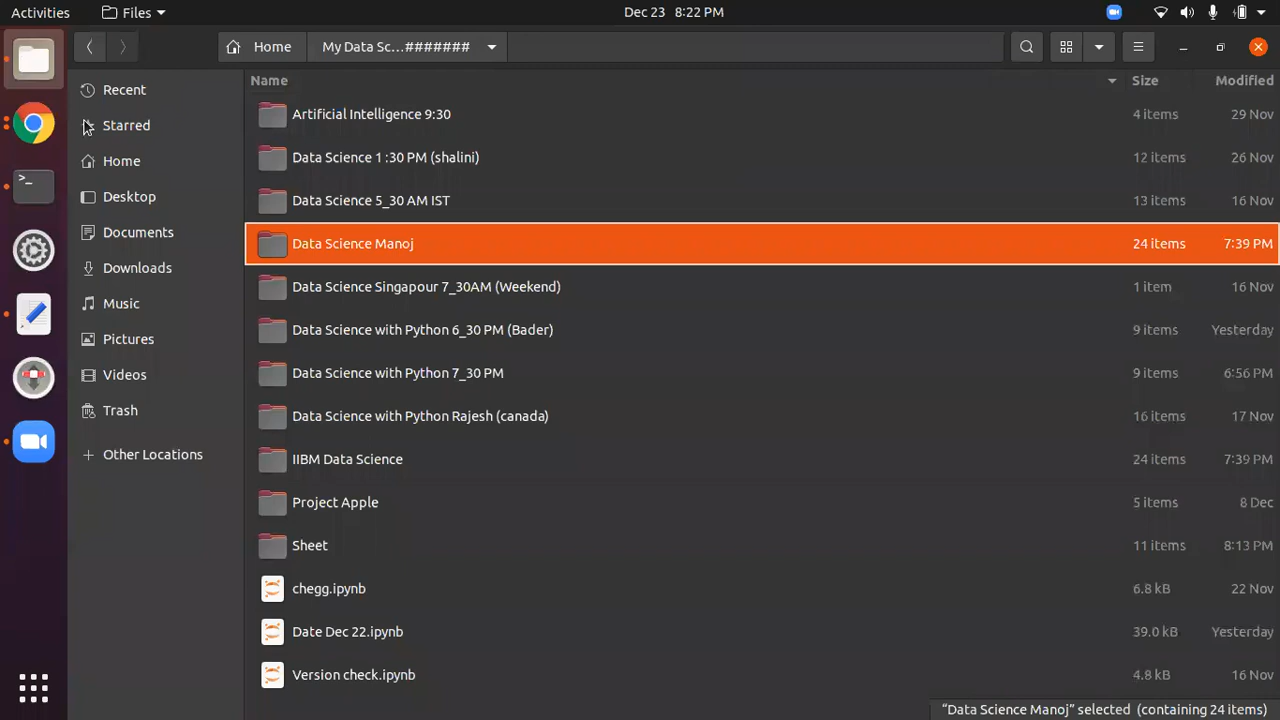 Activities Files Dec 23 8:22 PM
Home My Data Sc...#######
Name Size Modified
Recent
Starred
Home
Desktop
Documents
Downloads
Music
Pictures
Videos
Trash
Other Locations
Artificial Intelligence 9:30 4 items 29 Nov
Data Science 1 :30 PM (shalini) 12 items 26 Nov
Data Science 5_30 AM IST 13 items 16 Nov
Data Science Manoj 24 items 7:39 PM
Data Science Singapour 7_30AM (Weekend) 1 item 16 Nov
Data Science with Python 6_30 PM (Bader) 9 items Yesterday
Data Science with Python 7_30 PM 9 items 6:56 PM
Data Science with Python Rajesh (canada) 16 items 17 Nov
IIBM Data Science 24 items 7:39 PM
Project Apple 5 items 8 Dec
Sheet 11 items 8:13 PM
chegg.ipynb 6.8 kB 22 Nov
Date Dec 22.ipynb 39.0 kB Yesterday
Version check.ipynb 4.8 kB 16 Nov
“Data Science Manoj” selected (containing 24 items)